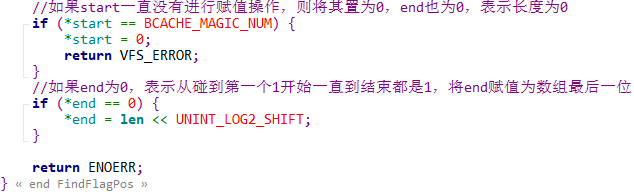 //如果start一直没有进行赋值操作，则将其置为0，end也为0，表示长度为0
if (*start == BCACHE_MAGIC_NUM) {
*start = 0;
return VFS_ERROR;
}
//如果end为0，表示从碰到第一个1开始一直到结束都是1，将end赋值为数组最后一位
if (*end == 0) {
*end = len << UNINT_LOG2_SHIFT;
}
return ENOERR;
} « end FindFlagPos »